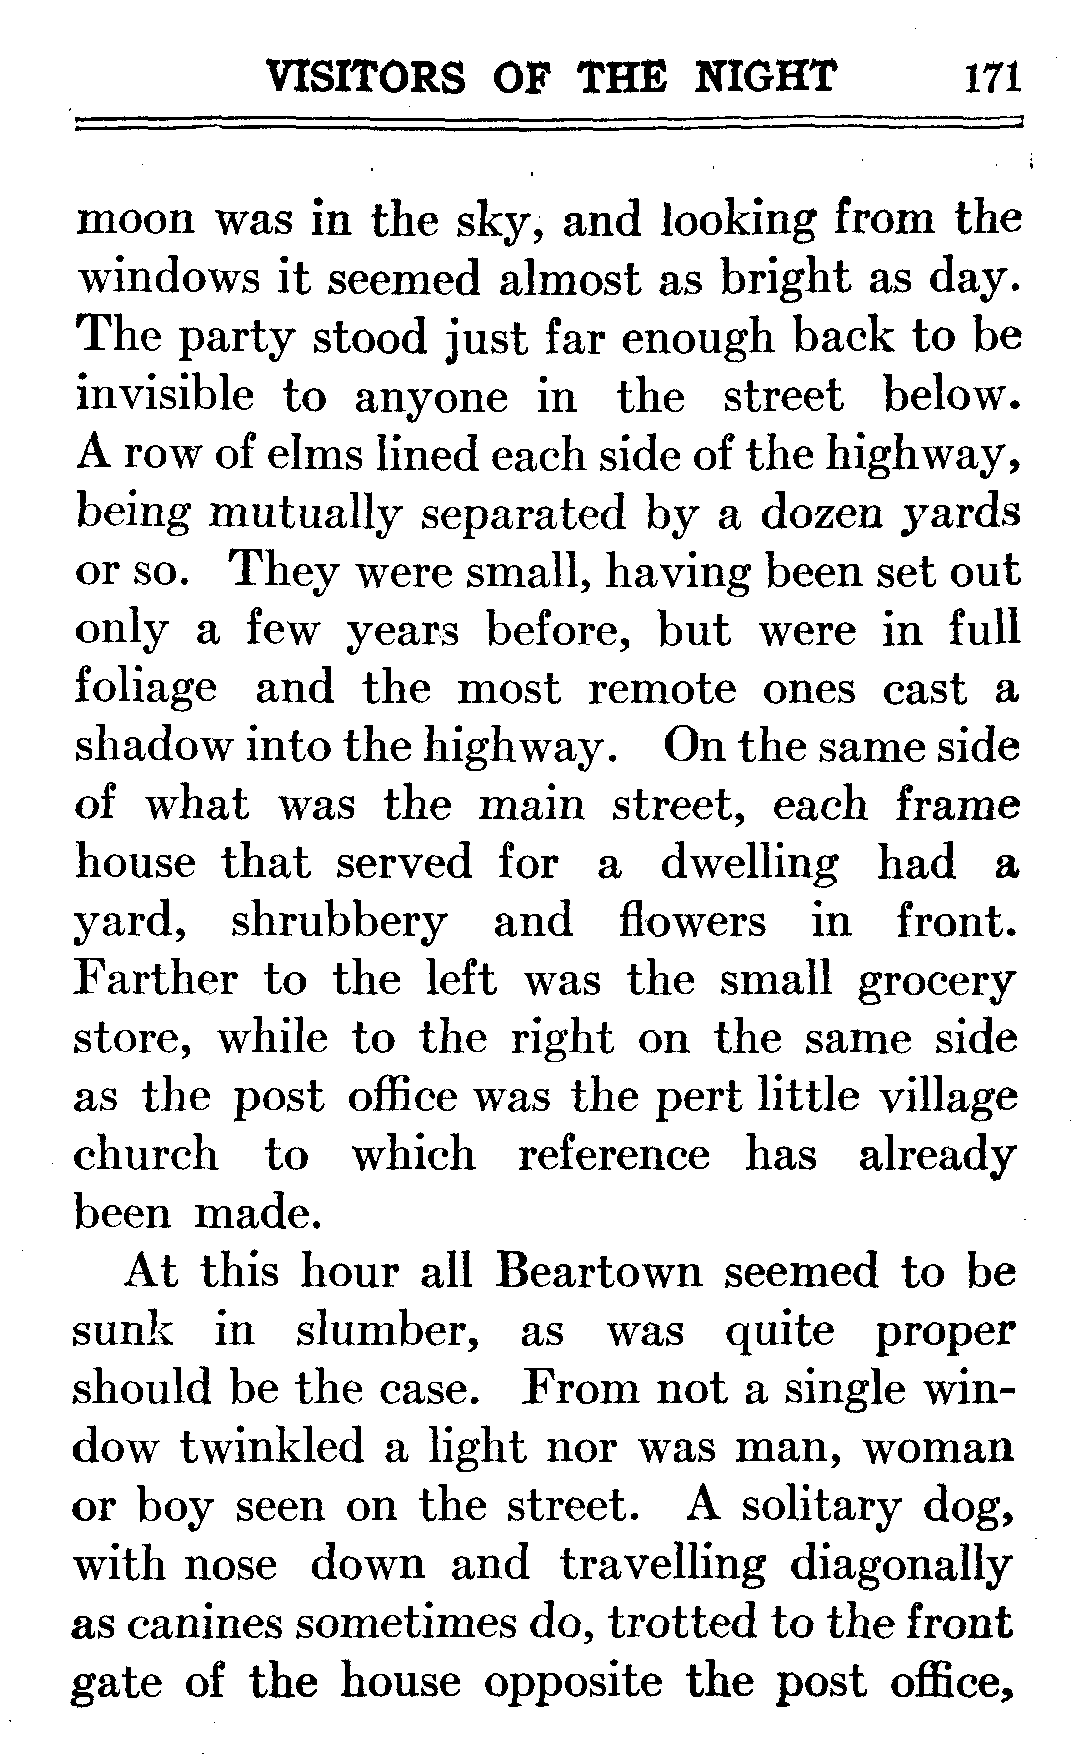 VISITORS OF THE NIGHT 171
moon was in the sky, and looking from the
windows it seemed almost as bright as day.
The party stood just far enough back to be
invisible to anyone in the street below.
A row of elms lined each side of the highway,
being mutually separated by a dozen yards
or so. They were small, having been set out
only a few years before, but were in full
foliage and the most remote ones cast a
shadow into the highway. On the same side
of what was the main street, each frame
house that served for a dwelling had a
yard, shrubbery and flowers in front.
Farther to the left was the small grocery
store, while to the right on the same side
as the post office was the pert little village
church to which reference has already
been made.
At this hour all Beartown seemed to be
sunk in slumber, as was quite proper
should be the case. From not a single win-
dow twinkled a light nor was man, woman
or boy seen on the street. A solitary dog,
with nose down and travelling diagonally
as canines sometimes do, trotted to the front
gate of the house opposite the post office,